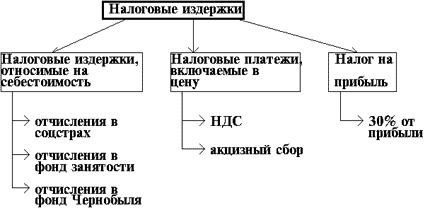 Налоговые издержки
Налоговые издержки,
относимые на
себестоимость
отчисления в
соцстрах
отчисления в
фонд занятости
отчисления в
фонд Чернобыля
Налоговые платежи,
включаемые в
цену
НДС
акцизный сбор
Налог на
прибыль
30% от
прибыли